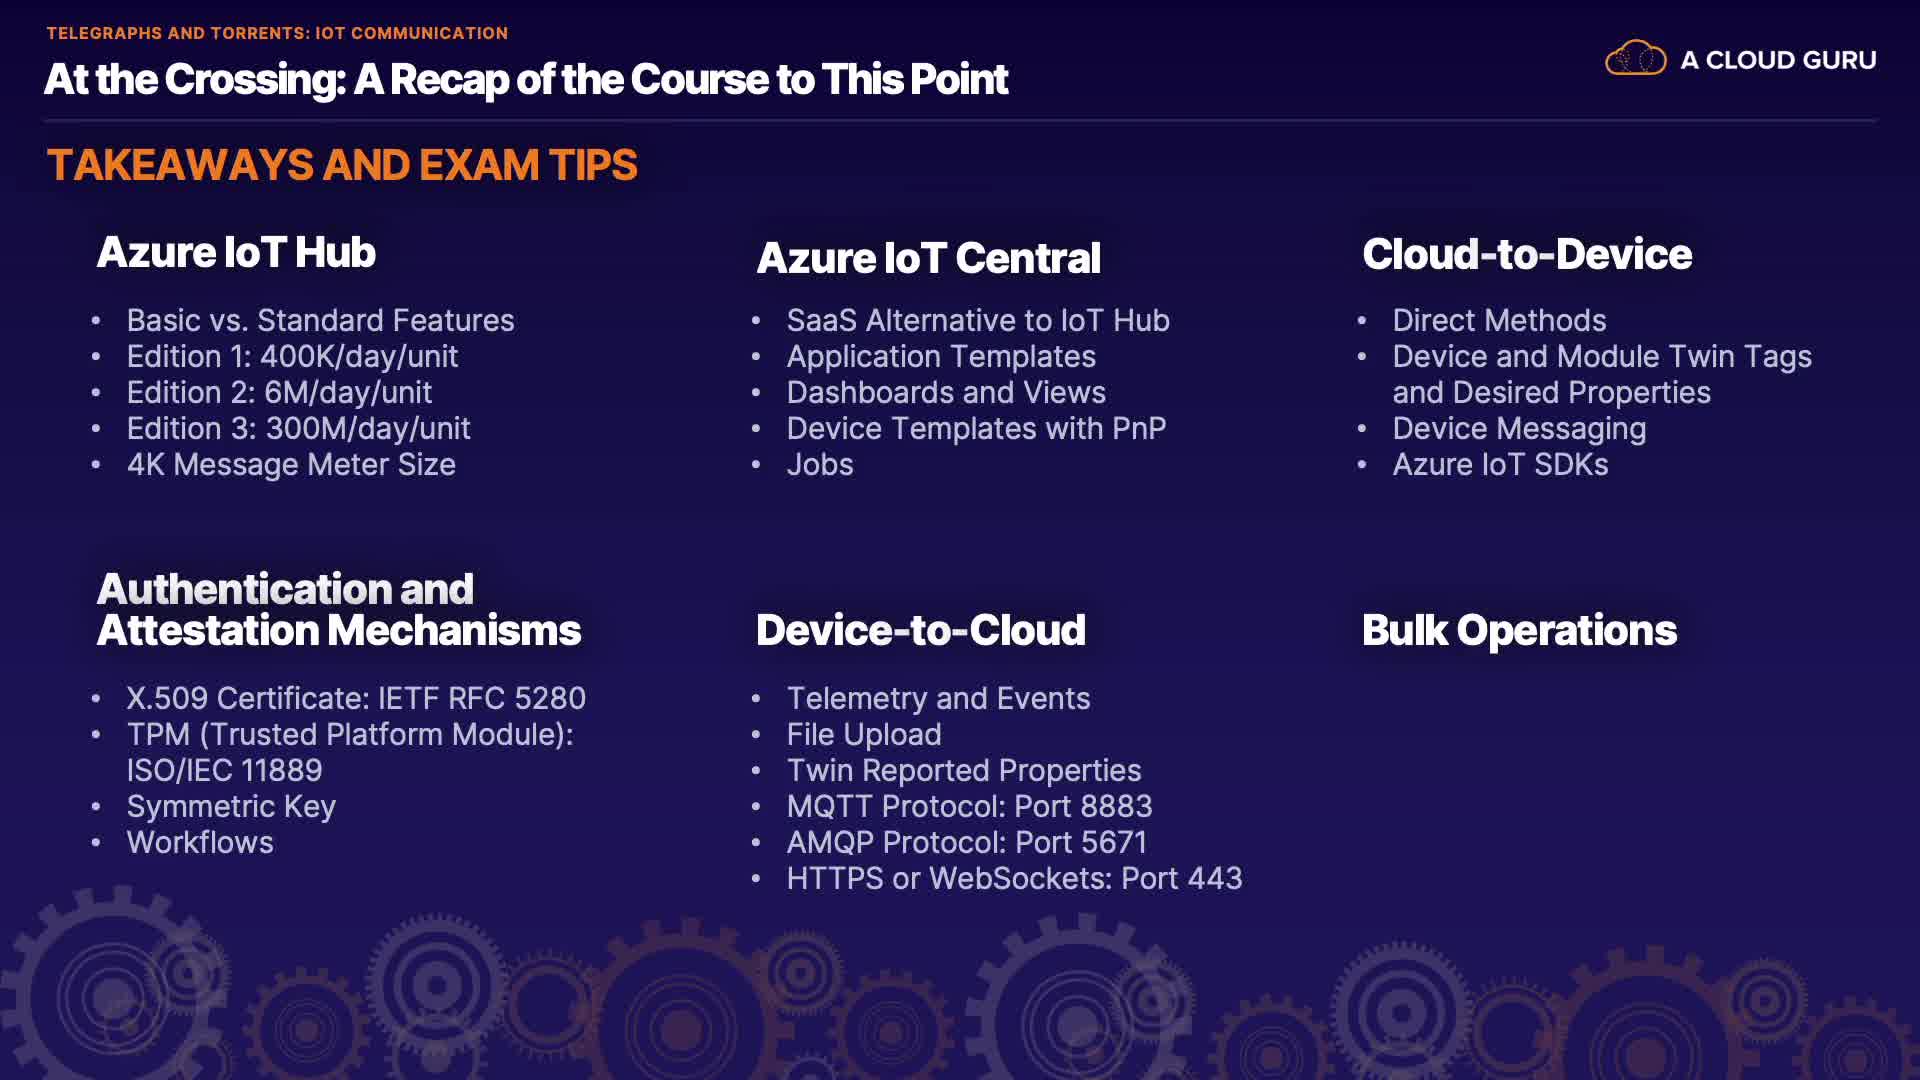 TELEGRAPHS AND TORRENTS: IOT COMMUNICATION
At the Crossing: A Recap of the Course to This Point
A CLOUD GURU
TAKEAWAYS AND EXAM TIPS
Azure IoT Hub
• Basic vs. Standard Features
• Edition 1: 400K/day/unit
• Edition 2: 6M/day/unit
• Edition 3: 300M/day/unit
• 4K Message Meter Size
Azure IoT Central
• SaaS Alternative to IoT Hub
• Application Templates
• Dashboards and Views
• Device Templates with PnP
• Jobs
Cloud-to-Device
• Direct Methods
• Device and Module Twin Tags
and Desired Properties
• Device Messaging
• Azure IoT SDKs
Authentication and
Attestation Mechanisms
• X.509 Certificate: IETF RFC 5280
• TPM (Trusted Platform Module):
ISO/IEC 11889
• Symmetric Key
• Workflows
Device-to-Cloud
• Telemetry and Events
• File Upload
• Twin Reported Properties
• MQTT Protocol: Port 8883
• AMQP Protocol: Port 5671
• HTTPS or WebSockets: Port 443
Bulk Operations